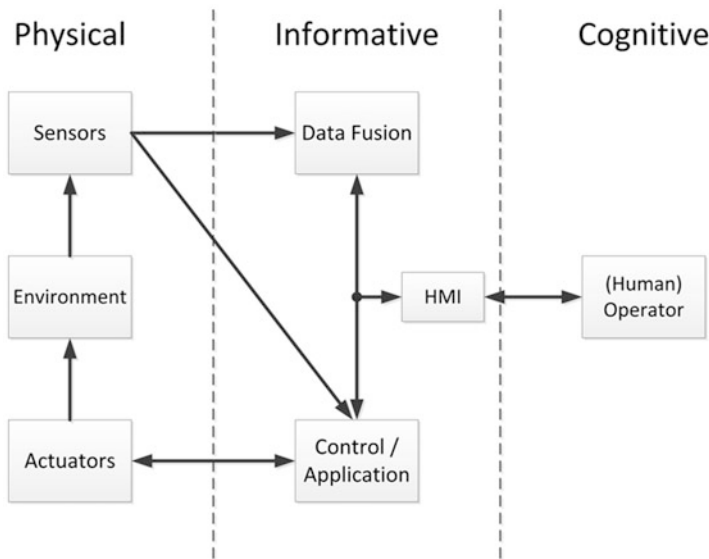 Physical
Informative
Cognitive
Sensors
Data Fusion
Environment
HMI
(Human)
Operator
Actuators
Control /
Application